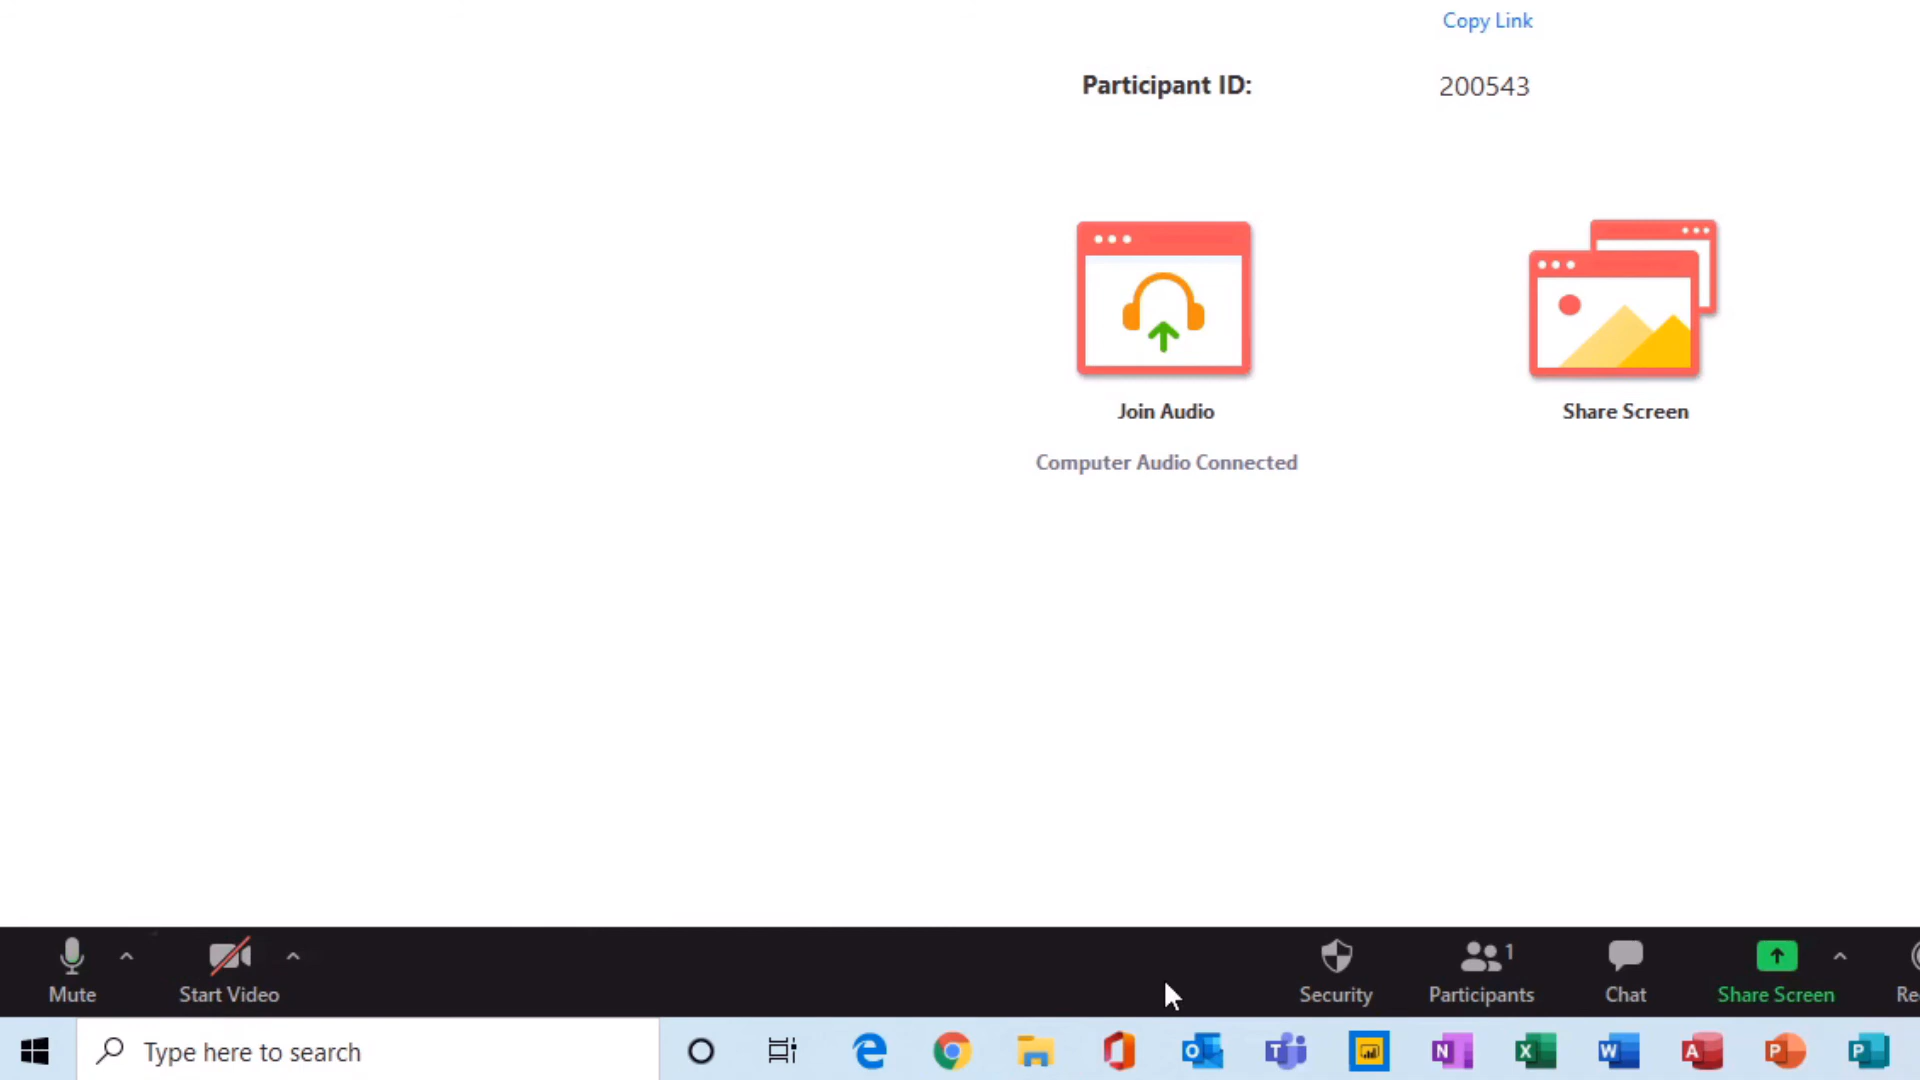 Copy Link
Participant ID: 200543
Join Audio
Share Screen
Computer Audio Connected
1
Mute
Start Video
Security
Participants
Chat
Share Screen
Type here to search